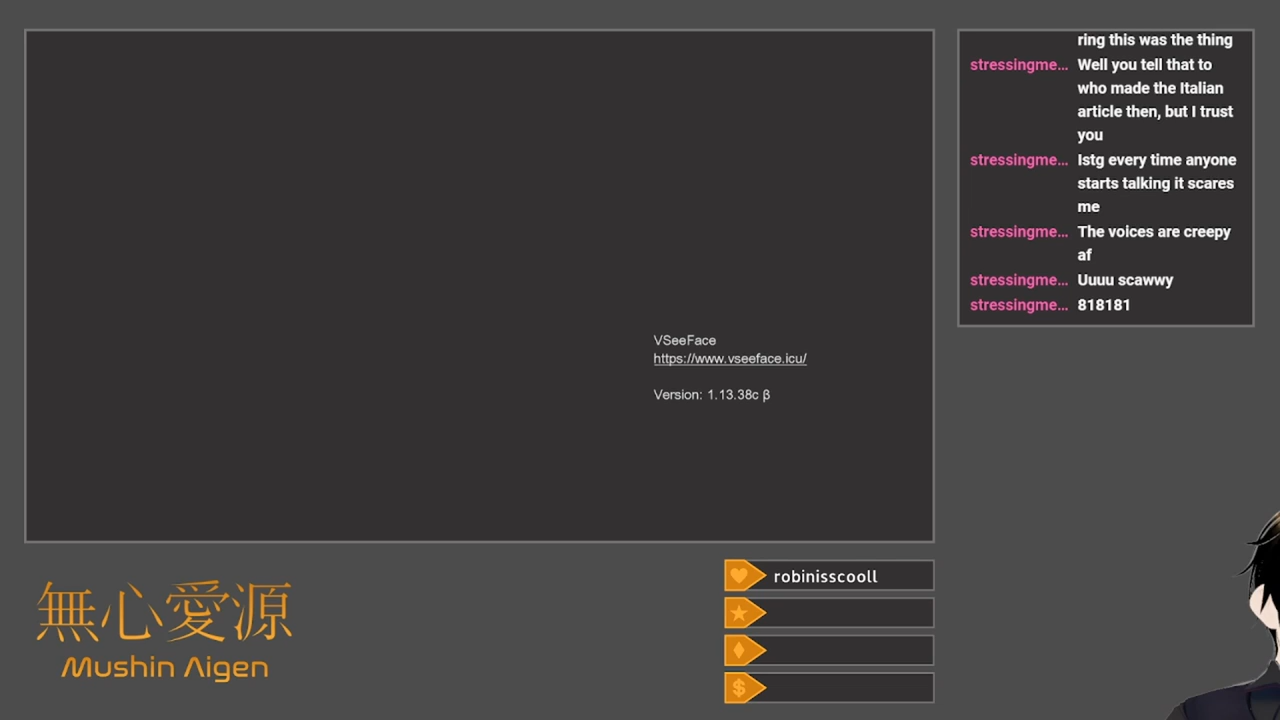 ring this was the thing
stressingme... Well you tell that to
who made the Italian
article then, but I trust
you
stressingme... Istg every time anyone
starts talking it scares
me
stressingme... The voices are creepy
af
stressingme... Uuuu scawwy
stressingme... 818181
VSeeFace
https://www.vseeface.icu/
Version: 1.13.38c β
無心愛源
Mushin Aigen
robinisscooll
$